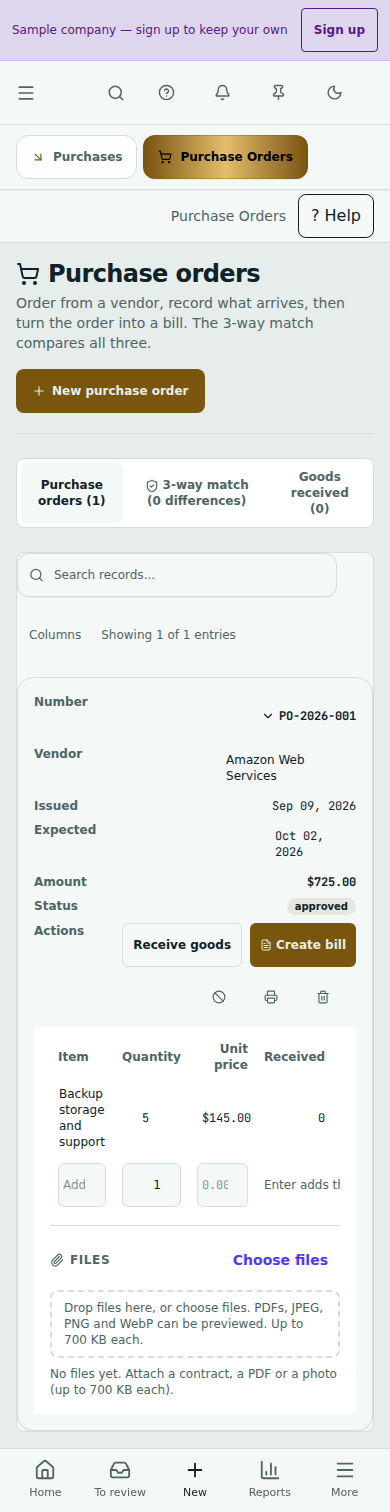 Sample company — sign up to keep your own
Sign up
Purchases
Purchase Orders
Purchase Orders
? Help
Purchase orders
Order from a vendor, record what arrives, then
turn the order into a bill. The 3-way match
compares all three.
New purchase order
Purchase
orders (1)
3-way match
(0 differences)
Goods
received
(0)
Search records...
Columns
Showing 1 of 1 entries
Number
PO-2026-001
Vendor
Amazon Web
Services
Issued
Sep 09, 2026
Expected
Oct 02,
2026
Amount
$725.00
Status
approved
Actions
Receive goods
Create bill
Item
Quantity
Unit
price
Received
Backup
storage
and
support
5
$145.00
0
Add
1
0.00
Enter adds th
FILES
Choose files
Drop files here, or choose files. PDFs, JPEG,
PNG and WebP can be previewed. Up to
700 KB each.
No files yet. Attach a contract, a PDF or a photo
(up to 700 KB each).
Home
To review
New
Reports
More